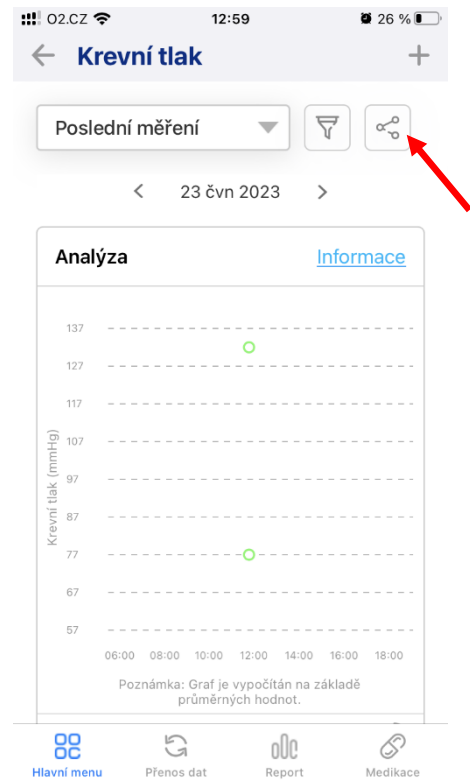 O2.CZ 12:59 26 %
Krevní tlak
Poslední měření
23 čvn 2023
Analýza Informace
137
127
117
107
97
87
77
67
57
Krevní tlak (mmHg)
06:00 08:00 10:00 12:00 14:00 16:00 18:00
Poznámka: Graf je vypočítán na základě
průměrných hodnot.
Hlavní menu Přenos dat Report Medikace